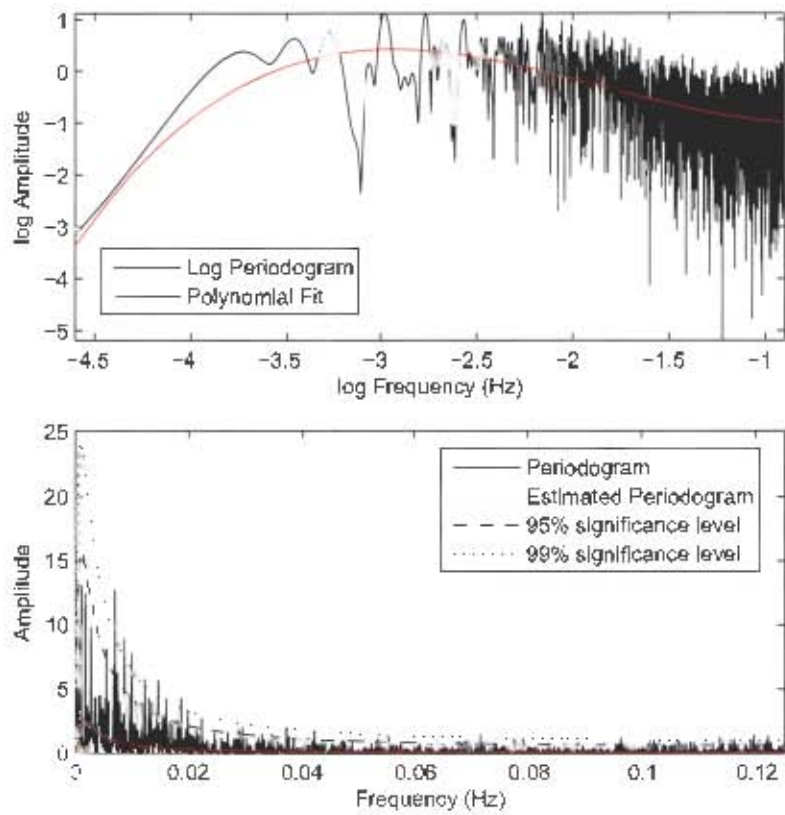 1
0
−1
−2
−3
−4
−5
log Amplitude
Log Periodogram
Polynomial Fit
−4.5 −4 −3.5 −3 −2.5 −2 −1.5 −1
log Frequency (Hz)
25
20
15
10
5
0
Amplitude
Periodogram
Estimated Periodogram
95% significance level
99% significance level
0 0.02 0.04 0.06 0.08 0.1 0.12
Frequency (Hz)